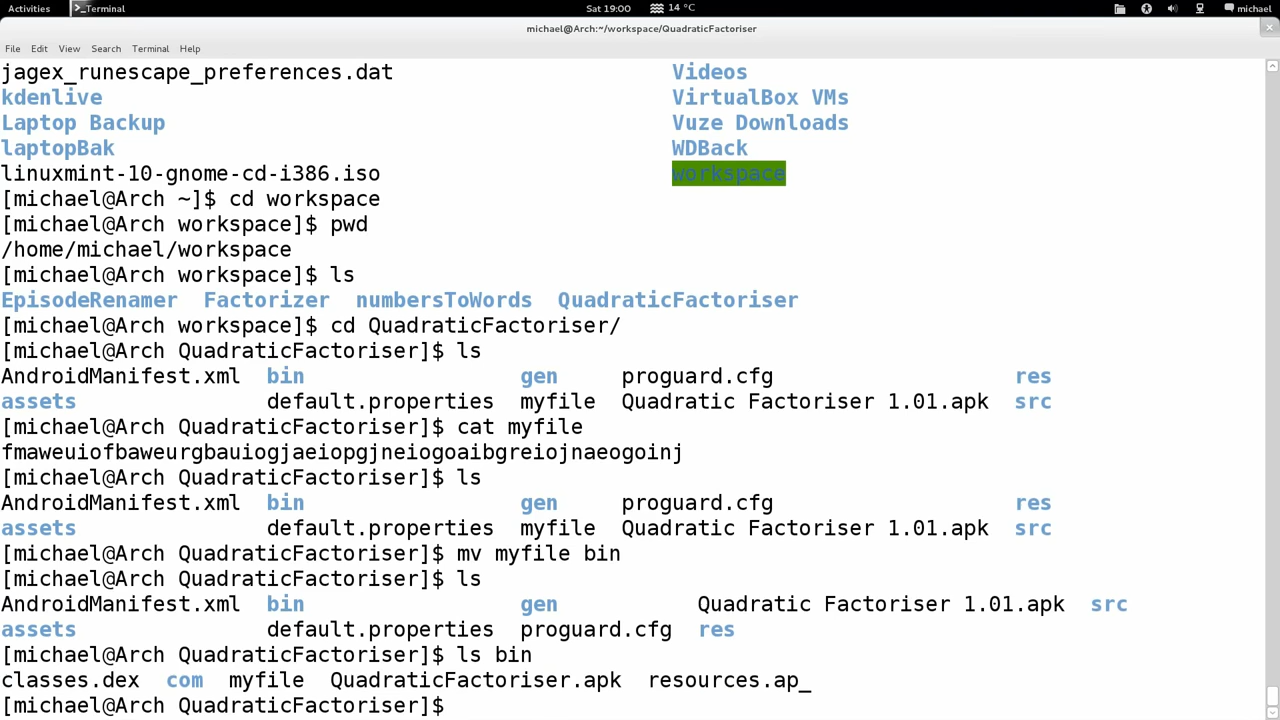 Activities >_Terminal Sat 19:00 14 °C michael
michael@Arch:~/workspace/QuadraticFactoriser
File Edit View Search Terminal Help
jagex_runescape_preferences.dat Videos
kdenlive VirtualBox VMs
Laptop Backup Vuze Downloads
laptopBak WDBack
linuxmint-10-gnome-cd-i386.iso workspace
[michael@Arch ~]$ cd workspace
[michael@Arch workspace]$ pwd
/home/michael/workspace
[michael@Arch workspace]$ ls
EpisodeRenamer Factorizer numbersToWords QuadraticFactoriser
[michael@Arch workspace]$ cd QuadraticFactoriser/
[michael@Arch QuadraticFactoriser]$ ls
AndroidManifest.xml bin gen proguard.cfg res
assets default.properties myfile Quadratic Factoriser 1.01.apk src
[michael@Arch QuadraticFactoriser]$ cat myfile
fmaweuiofbaweurgbauiogjaeiopgjneiogoaibgreiojnaeogoinj
[michael@Arch QuadraticFactoriser]$ ls
AndroidManifest.xml bin gen proguard.cfg res
assets default.properties myfile Quadratic Factoriser 1.01.apk src
[michael@Arch QuadraticFactoriser]$ mv myfile bin
[michael@Arch QuadraticFactoriser]$ ls
AndroidManifest.xml bin gen Quadratic Factoriser 1.01.apk src
assets default.properties proguard.cfg res
[michael@Arch QuadraticFactoriser]$ ls bin
classes.dex com myfile QuadraticFactoriser.apk resources.ap_
[michael@Arch QuadraticFactoriser]$